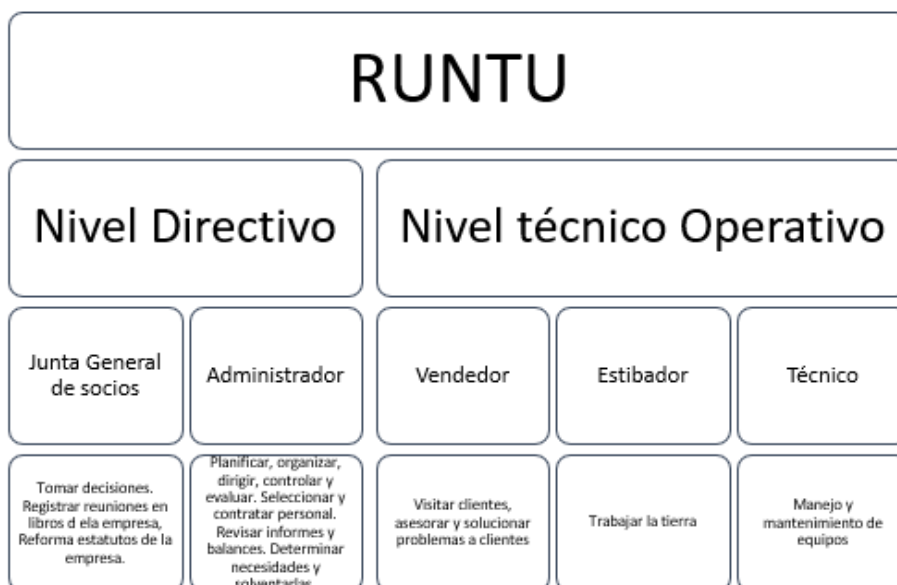 RUNTU
Nivel Directivo
Nivel técnico Operativo
Junta General
de socios
Administrador
Vendedor
Estibador
Técnico
Tomar decisiones.
Registrar reuniones en
libros d ela empresa,
Reforma estatutos de la
empresa.
Planificar, organizar,
dirigir, controlar y
evaluar. Seleccionar y
contratar personal.
Revisar informes y
balances. Determinar
necesidades y
solventarlas
Visitar clientes,
asesorar y solucionar
problemas a clientes
Trabajar la tierra
Manejo y
mantenimiento de
equipos